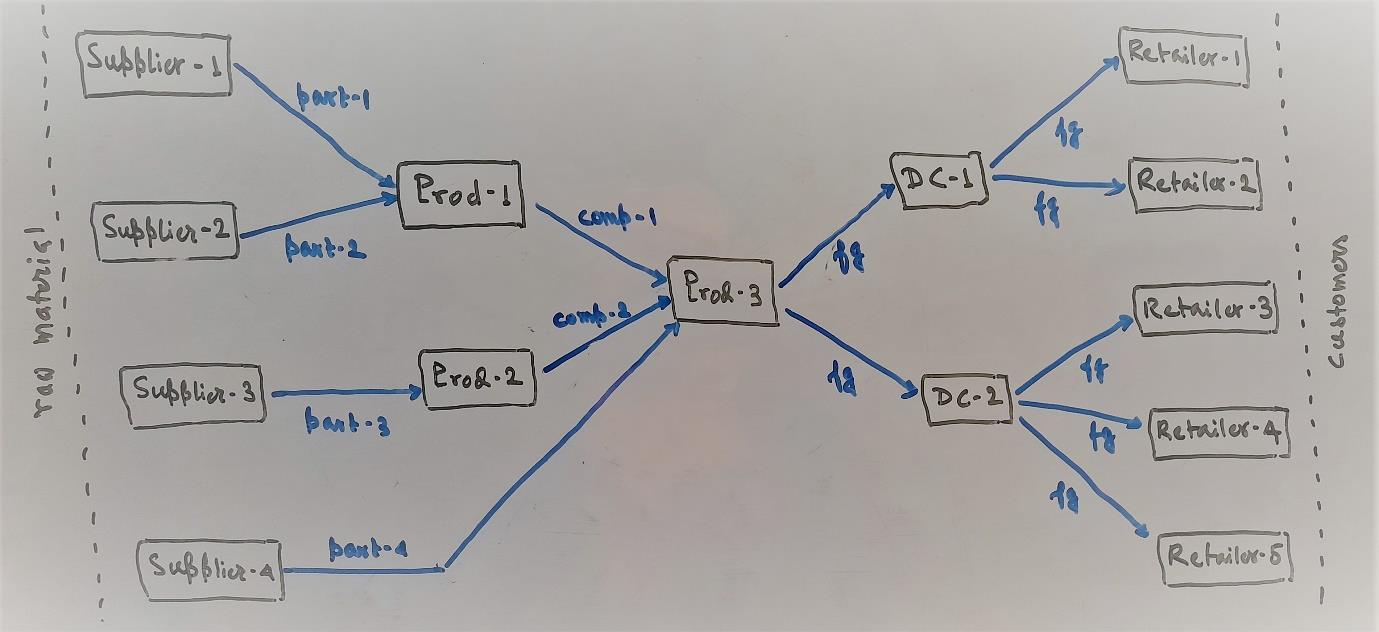 raw material
Supplier-1
part-1
Supplier-2
part-2
Prod-1
comp-1
Supplier-3
part-3
Prod-2
comp-2
Supplier-4
part-4
Prod-3
fg
fg
DC-1
fg
fg
DC-2
fg
fg
fg
Retailer-1
Retailer-2
Retailer-3
Retailer-4
Retailer-5
customers